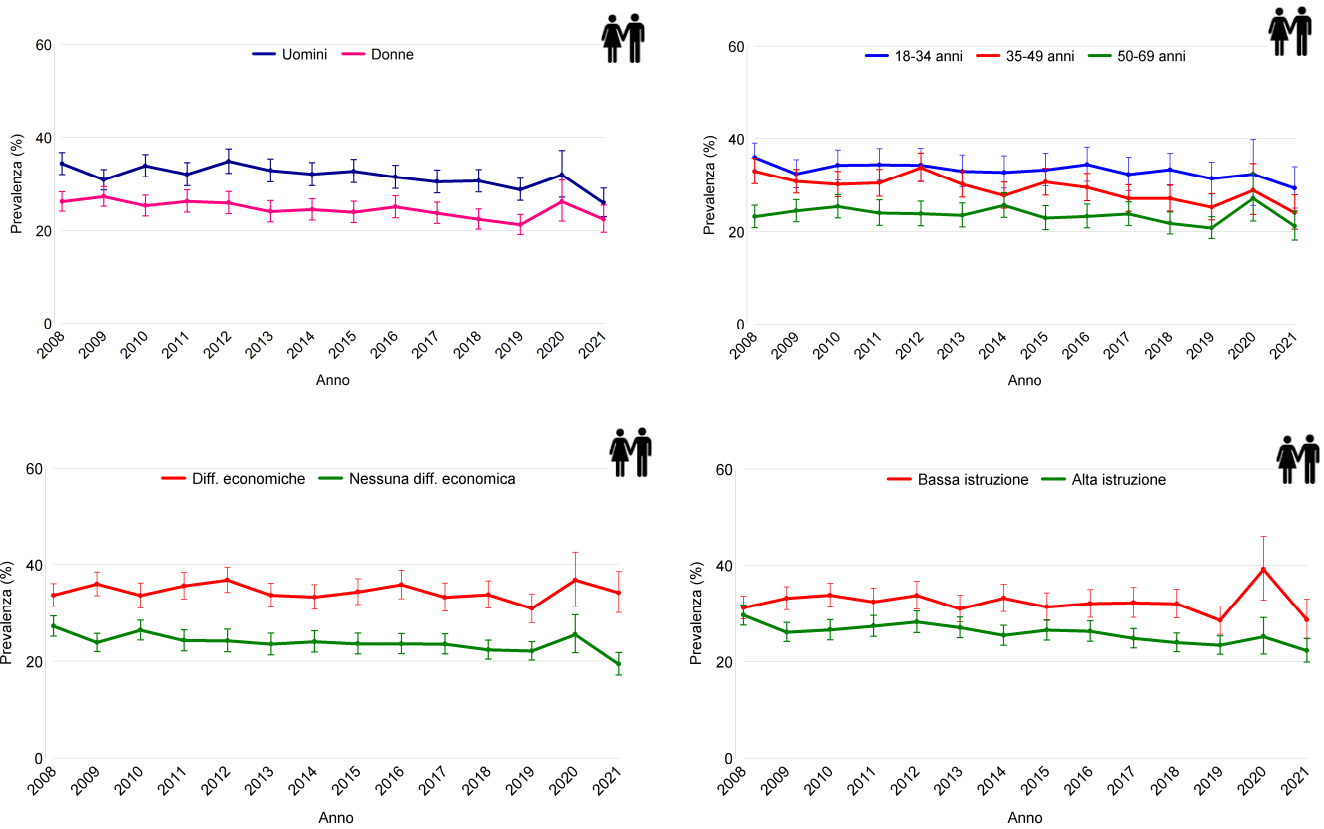 60
40
20
0
Prevalenza (%)
Uomini Donne
2008 2009 2010 2011 2012 2013 2014 2015 2016 2017 2018 2019 2020 2021
Anno
60
40
20
0
Prevalenza (%)
18-34 anni 35-49 anni 50-69 anni
2008 2009 2010 2011 2012 2013 2014 2015 2016 2017 2018 2019 2020 2021
Anno
60
40
20
0
Prevalenza (%)
Diff. economiche Nessuna diff. economica
2008 2009 2010 2011 2012 2013 2014 2015 2016 2017 2018 2019 2020 2021
Anno
60
40
20
0
Prevalenza (%)
Bassa istruzione Alta istruzione
2008 2009 2010 2011 2012 2013 2014 2015 2016 2017 2018 2019 2020 2021
Anno